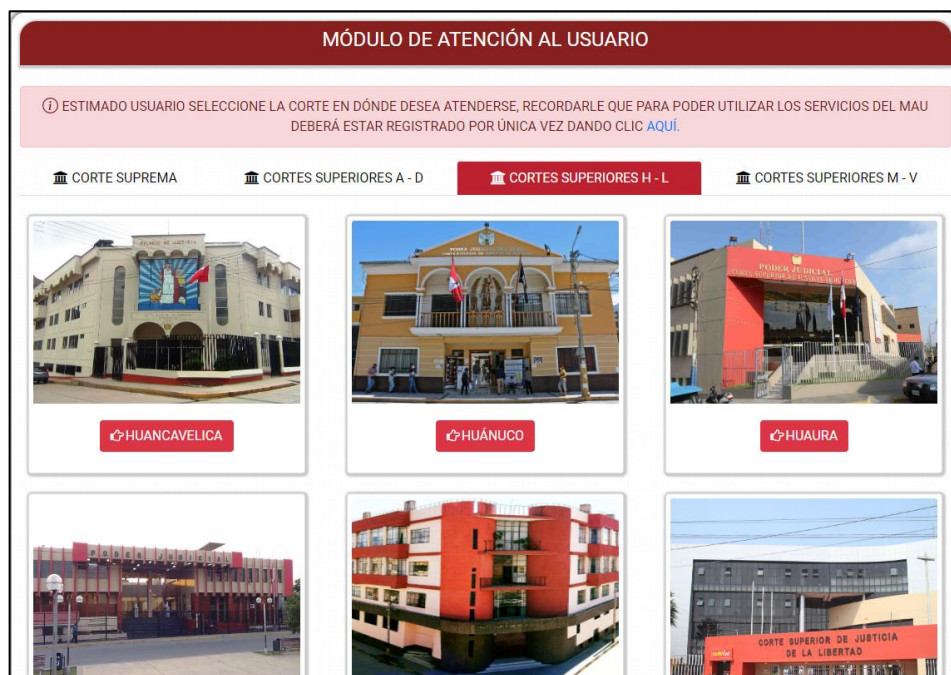 MÓDULO DE ATENCIÓN AL USUARIO
ESTIMADO USUARIO SELECCIONE LA CORTE EN DÓNDE DESEA ATENDERSE, RECORDARLE QUE PARA PODER UTILIZAR LOS SERVICIOS DEL MAU
DEBERÁ ESTAR REGISTRADO POR ÚNICA VEZ DANDO CLIC AQUÍ.
CORTE SUPREMA
CORTES SUPERIORES A - D
CORTES SUPERIORES H - L
CORTES SUPERIORES M - V
PALACIO DE JUSTICIA
PODER JUDICIAL
HUANCAVELICA
HUÁNUCO
HUAURA
PODER JUDICIAL
CORTE SUPERIOR DE JUSTICIA
DE LA LIBERTAD